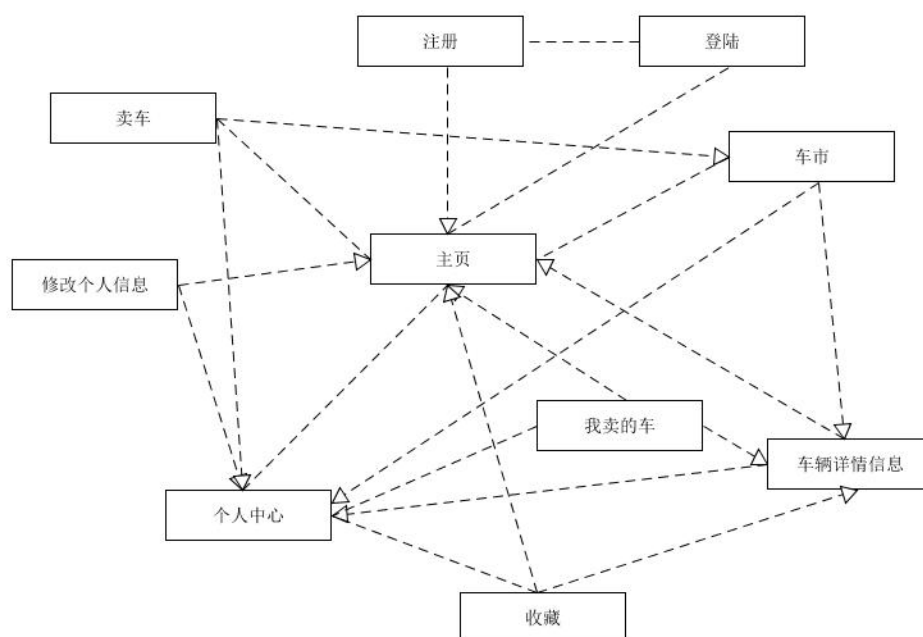 注册
登陆
卖车
车市
主页
修改个人信息
我卖的车
车辆详情信息
个人中心
收藏